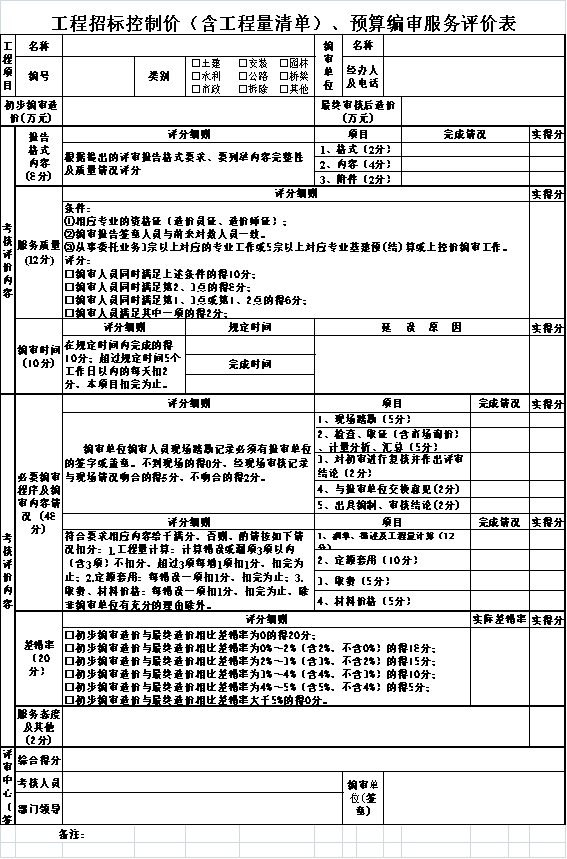 工程招标控制价（含工程量清单）、预算编审服务评价表
工程项目
名称
编审单位
名称
编号
类别
□土建 □安装 □园林
□水利 □公路 □桥梁
□市政 □拆除 □其他
经办人及电话
初步编审造价(万元)
最终审核后造价(万元)
考核评价内容
报告格式内容(8分)
评分细则
项目
完成情况
实得分
根据提出的评审报告格式要求、要列举内容完整性及质量情况评分
1、格式（2分）
2、内容（4分）
3、附件（2分）
服务质量(12分)
评分细则
实得分
条件：
①相应专业的资格证（造价员证、造价师证）；
②编审报告签章人员与前来对数人员一致。
③从事委托业务3宗以上对应的专业工作或5宗以上对应专业基建预(结)算或上控价编审工作。
评分：
□编审人员同时满足上述条件的得10分；
□编审人员同时满足第2、3点的得8分；
□编审人员同时满足第1、3点或第1、2点的得6分；
□编审人员满足其中一项的得2分；
编审时间(10分)
评分细则
规定时间
延 误 原 因
实得分
在规定时间内完成的得10分；超过规定时间5个工作日以内的每天扣2分，本项目扣完为止。
完成时间
考核评价内容
必要编审程序及编审内容情况（48分）
评分细则
项目
完成情况
实得分
编审单位编审人员现场踏勘记录必须有报审单位的签字或盖章。不到现场的得0分、经现场审核记录与现场情况吻合的得5分、不吻合的得2分。
1、现场踏勘（5分）
2、检查、取证（含市场询价）、计量分析、汇总（5分）
3、对初审进行复核并作出评审结论（2分）
4、与报审单位交换意见(2分)
5、出具编制、审核结论(2分)
评分细则
项目
完成情况
实得分
符合要求相应内容给于满分，否则，酌请按如下情况扣分：1.工程量计算：计算错或漏项3项以内（含3项）不扣分，超过3项每增1项扣1分，扣完为止；2.定额套用：每错误一项扣1分，扣完为止；3.取费、材料价格：每错误一项扣1分，扣完为止，除非编审单位有充分的理由除外。
1、清单、描述及工程量计算（12分）
2、定额套用（10分）
3、取费（5分）
4、材料价格（5分）
差错率（20分）
评分细则
实际差错率
实得分
□初步编审造价与最终造价相比差错率为0的得20分；
□初步编审造价与最终造价相比差错率为0%～2%（含2%，不含0%）的得18分；
□初步编审造价与最终造价相比差错率为2%～3%（含3%，不含2%）的得15分；
□初步编审造价与最终造价相比差错率为3%～4%（含4%，不含3%）的得10分；
□初步编审造价与最终造价相比差错率为4%～5%（含5%，不含4%）的得5分；
□初步编审造价与最终造价相比差错率大于5%的得0分。
服务态度及其他(2分)
评审中心（签
综合得分
考核人员
编审单位(签章)
部门领导
备注：